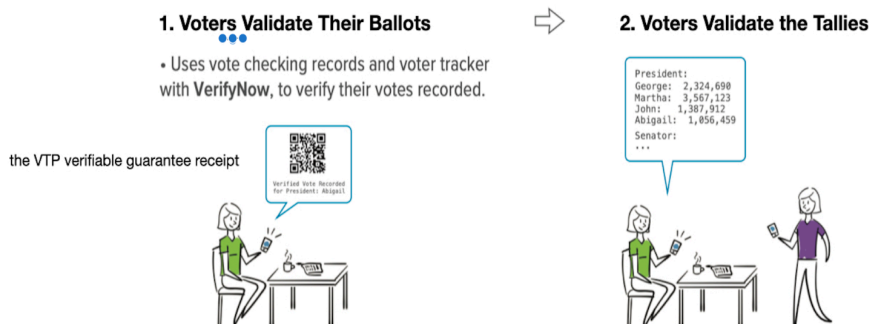 1. Voters Validate Their Ballots
• Uses vote checking records and voter tracker
with VerifyNow, to verify their votes recorded.
the VTP verifiable guarantee receipt
Verified Vote Recorded
for President: Abigail
2. Voters Validate the Tallies
President:
George: 2,324,690
Martha: 3,567,123
John: 1,387,912
Abigail: 1,056,459
Senator:
...